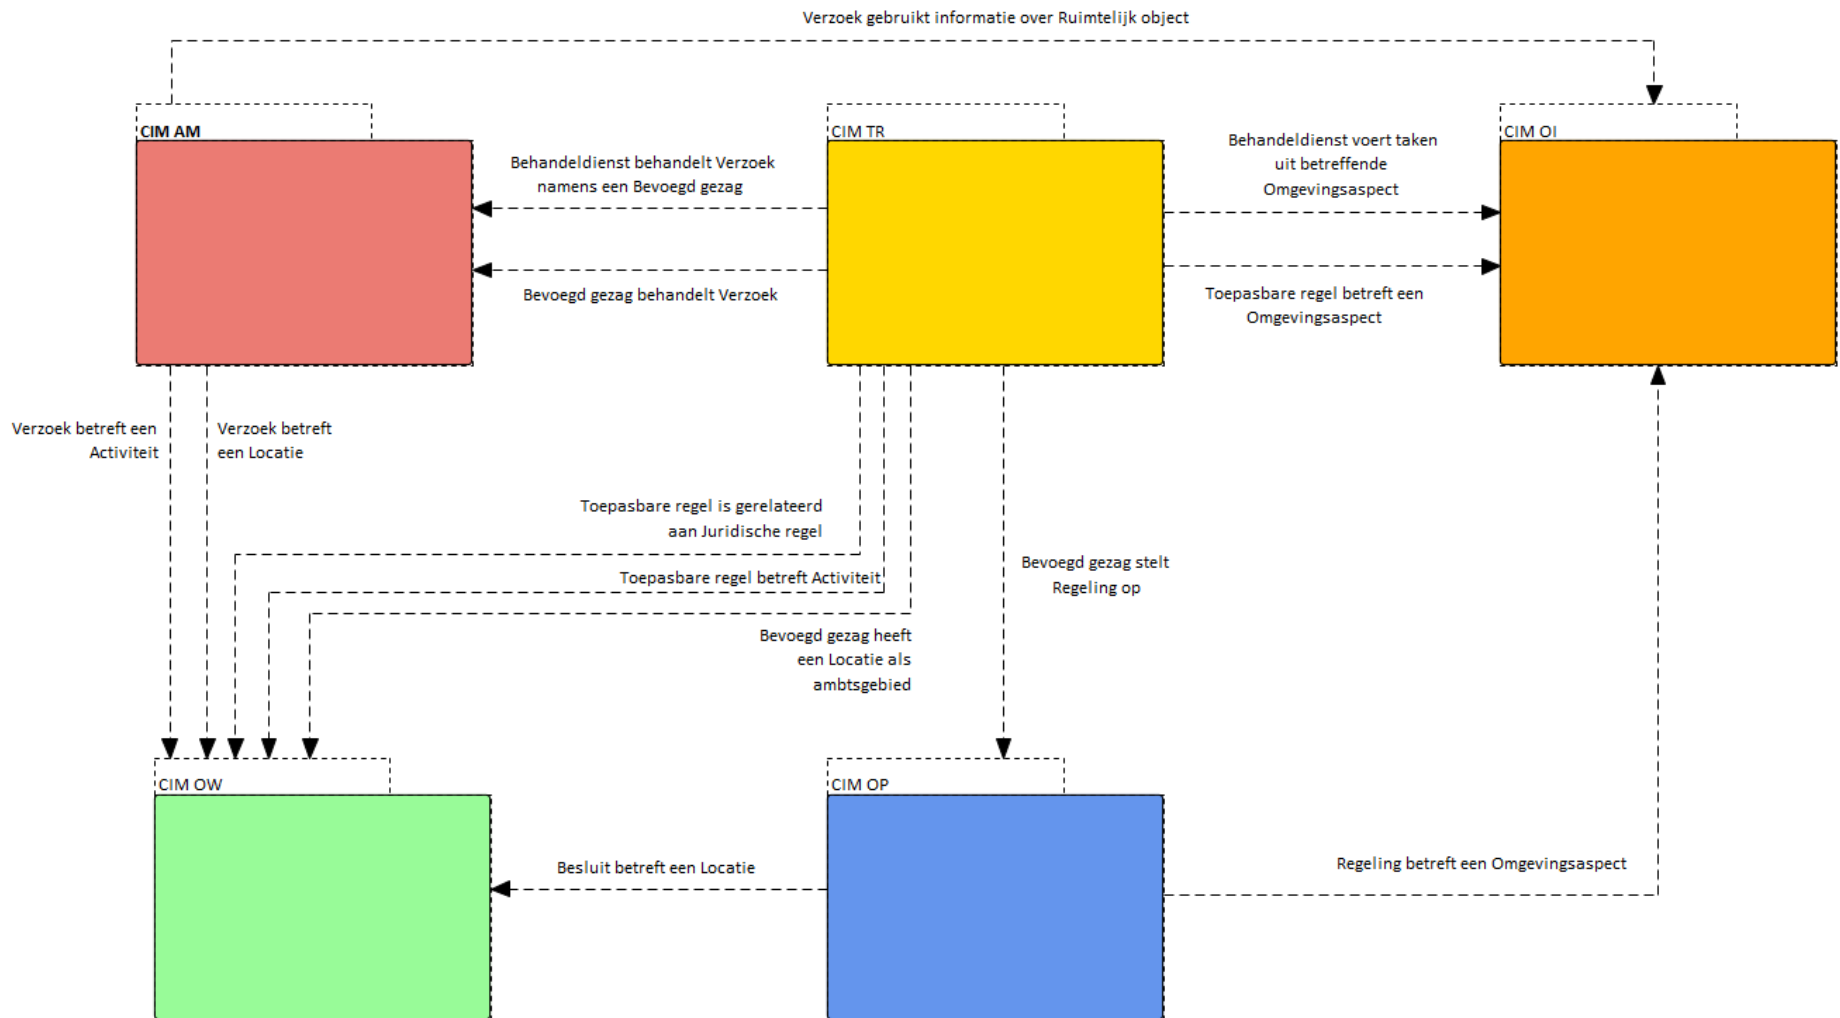 Verzoek gebruikt informatie over Ruimtelijk object
CIM AM
CIM TR
CIM OI
Behandeldienst behandelt Verzoek
namens een Bevoegd gezag
Behandeldienst voert taken
uit betreffende
Omgevingsaspect
Bevoegd gezag behandelt Verzoek
Toepasbare regel betreft een
Omgevingsaspect
Verzoek betreft een
Activiteit
Verzoek betreft
een Locatie
Toepasbare regel is gerelateerd
aan Juridische regel
Toepasbare regel betreft Activiteit
Bevoegd gezag stelt
Regeling op
Bevoegd gezag heeft
een Locatie als
ambtsgebied
CIM OW
CIM OP
Besluit betreft een Locatie
Regeling betreft een Omgevingsaspect